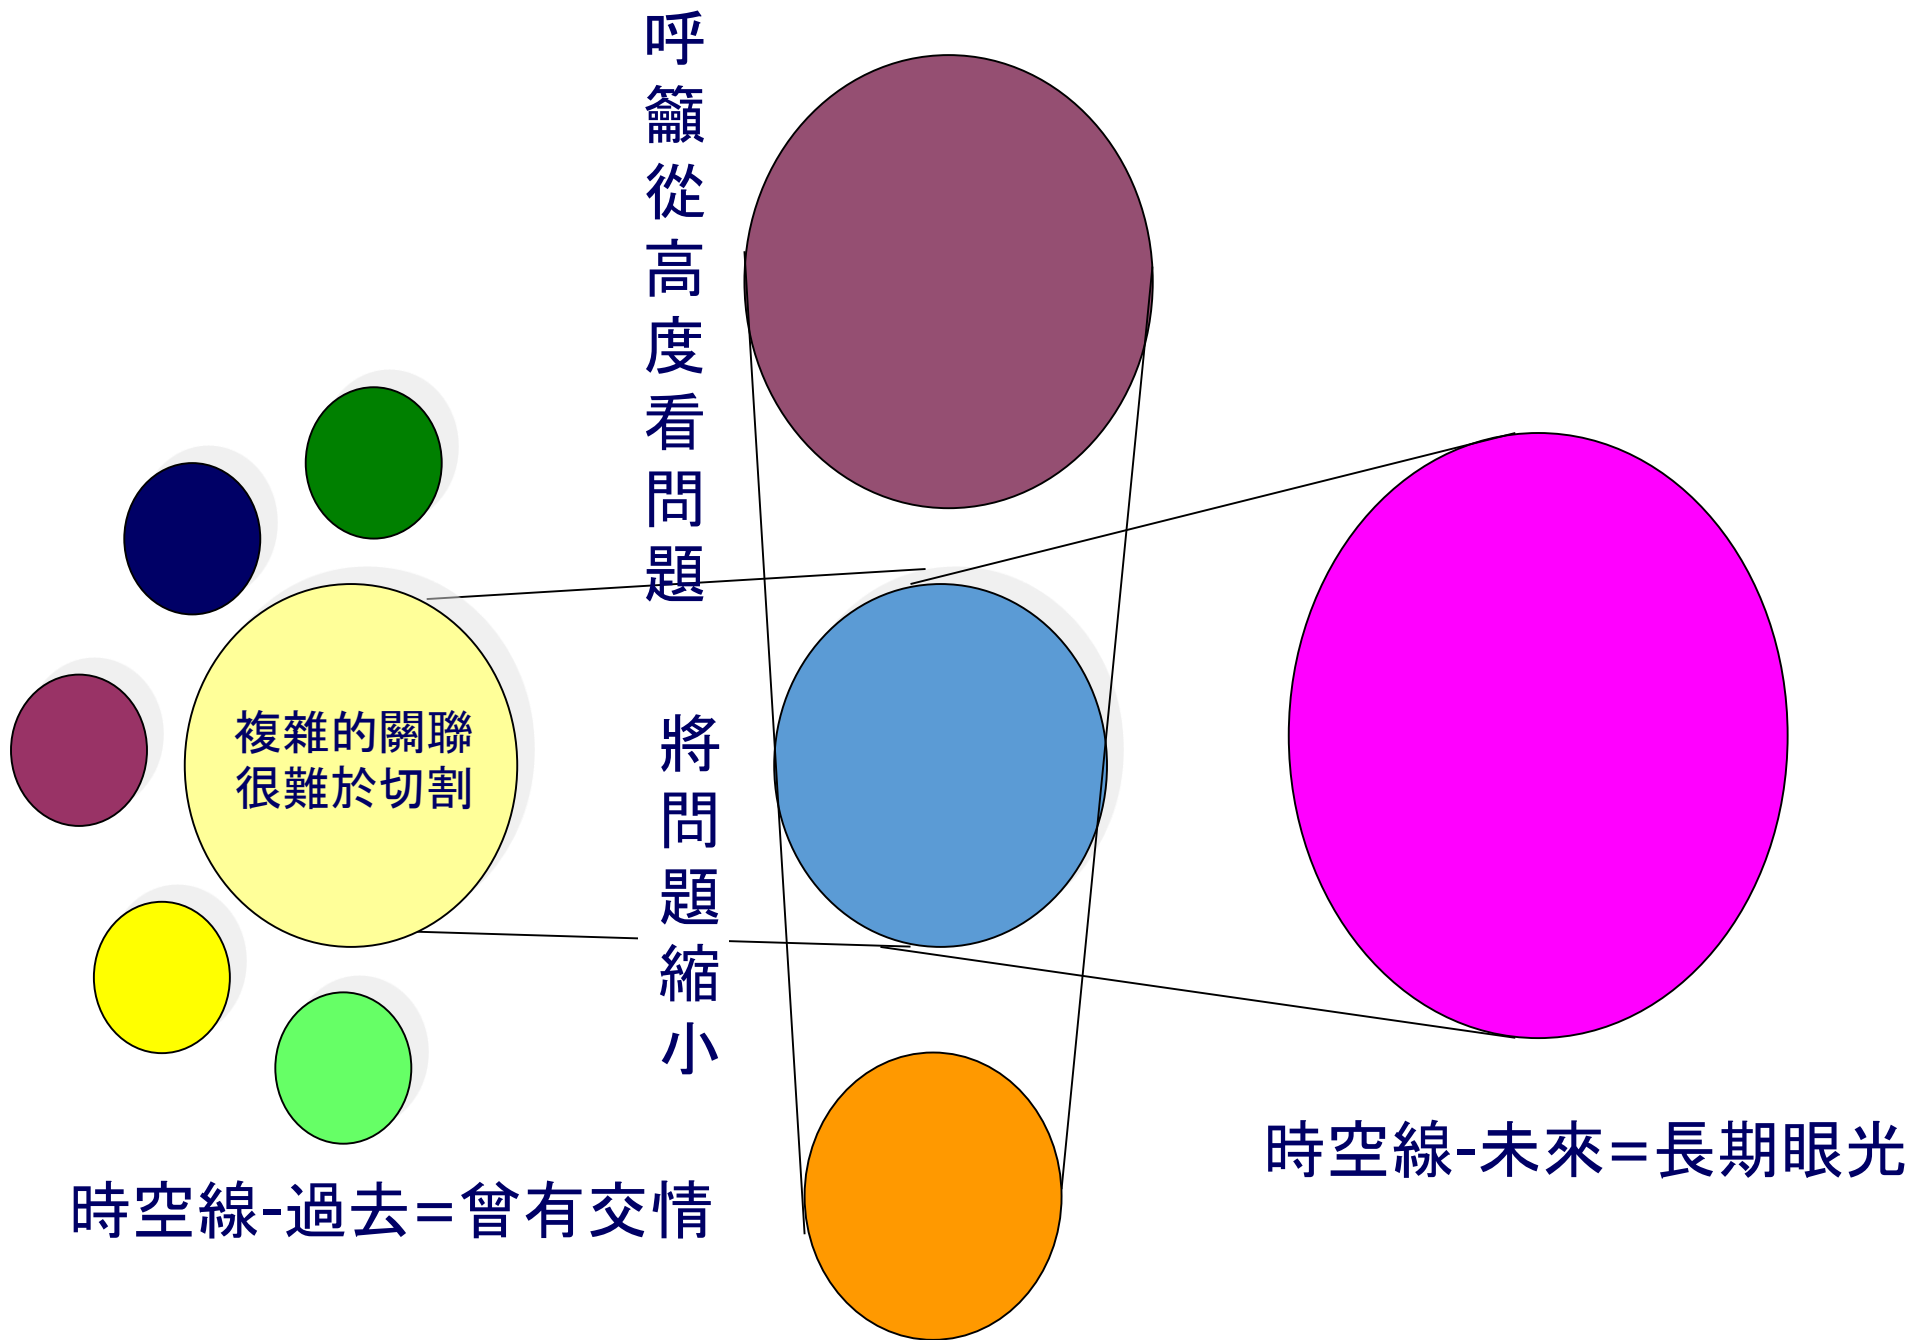 呼籲從高度看問題
複雜的關聯
很難於切割
將問題縮小
時空線-過去=曾有交情
時空線-未來=長期眼光